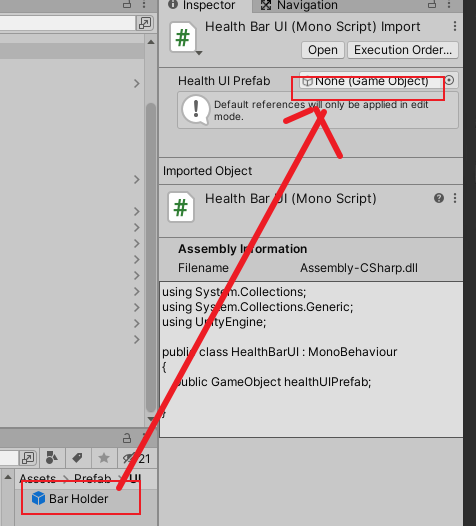 Inspector
Navigation
Health Bar UI (Mono Script) Import
Open
Execution Order...
Health UI Prefab
None (Game Object)
Default references will only be applied in edit
mode.
Imported Object
Health Bar UI (Mono Script)
Assembly Information
Filename
Assembly-CSharp.dll
using System.Collections;
using System.Collections.Generic;
using UnityEngine;
public class HealthBarUI : MonoBehaviour
{
public GameObject healthUIPrefab;
}
21
Assets > Prefab > UI
Bar Holder